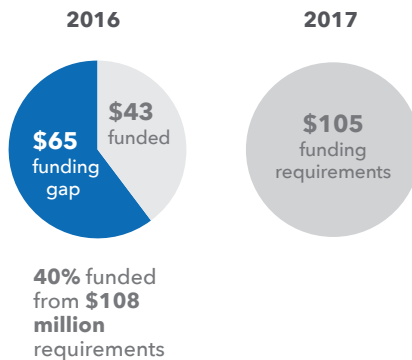 2016
2017
$65
funding
gap
$43
funded
$105
funding
requirements
40% funded
from $108
million
requirements